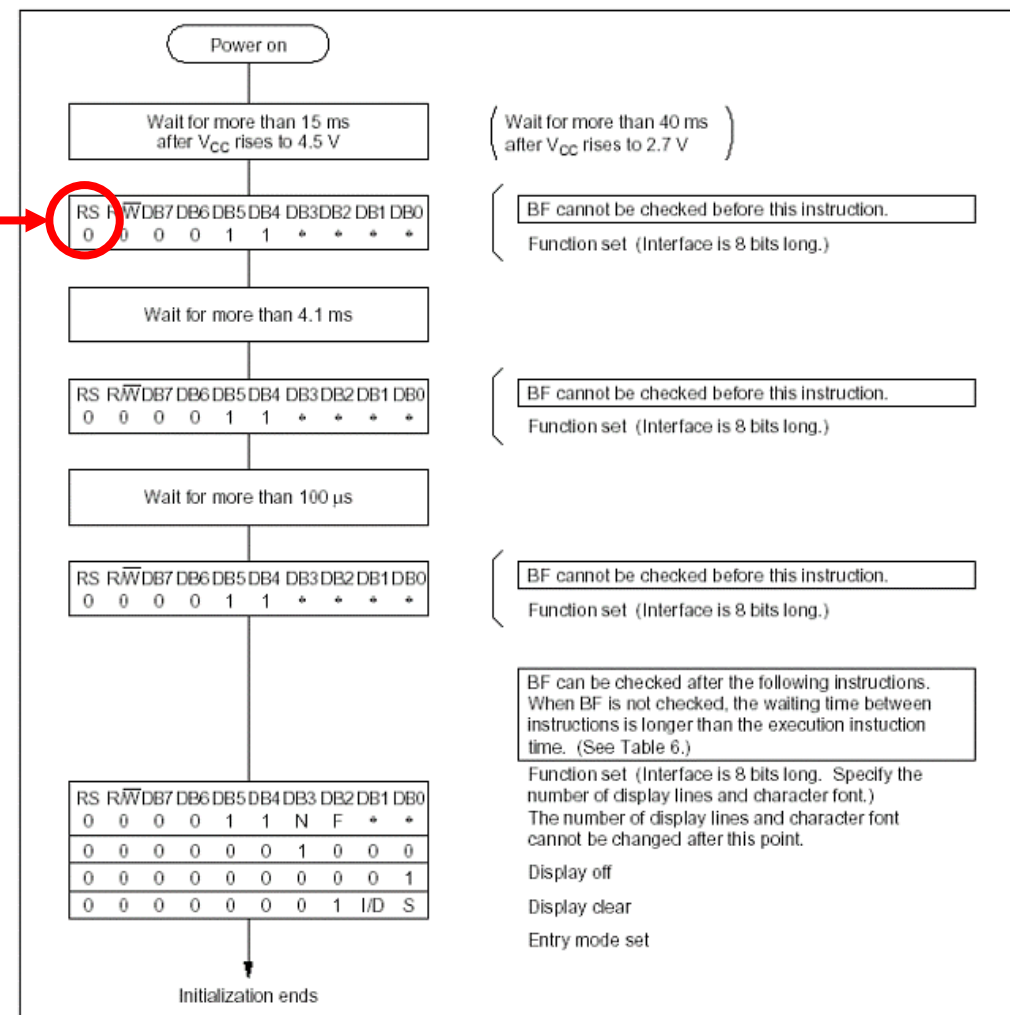 Power on
Wait for more than 15 ms
after VCC rises to 4.5 V
Wait for more than 40 ms
after VCC rises to 2.7 V
RS R/W̅ DB7 DB6 DB5 DB4 DB3 DB2 DB1 DB0
0 0 0 0 1 1 * * * *
BF cannot be checked before this instruction.
Function set (Interface is 8 bits long.)
Wait for more than 4.1 ms
RS R/W̅ DB7 DB6 DB5 DB4 DB3 DB2 DB1 DB0
0 0 0 0 1 1 * * * *
BF cannot be checked before this instruction.
Function set (Interface is 8 bits long.)
Wait for more than 100 µs
RS R/W̅ DB7 DB6 DB5 DB4 DB3 DB2 DB1 DB0
0 0 0 0 1 1 * * * *
BF cannot be checked before this instruction.
Function set (Interface is 8 bits long.)
BF can be checked after the following instructions.
When BF is not checked, the waiting time between
instructions is longer than the execution instuction
time. (See Table 6.)
RS R/W̅ DB7 DB6 DB5 DB4 DB3 DB2 DB1 DB0
0 0 0 0 1 1 N F * *
0 0 0 0 0 0 1 0 0 0
0 0 0 0 0 0 0 0 0 1
0 0 0 0 0 0 0 1 I/D S
Function set (Interface is 8 bits long. Specify the
number of display lines and character font.)
The number of display lines and character font
cannot be changed after this point.
Display off
Display clear
Entry mode set
Initialization ends